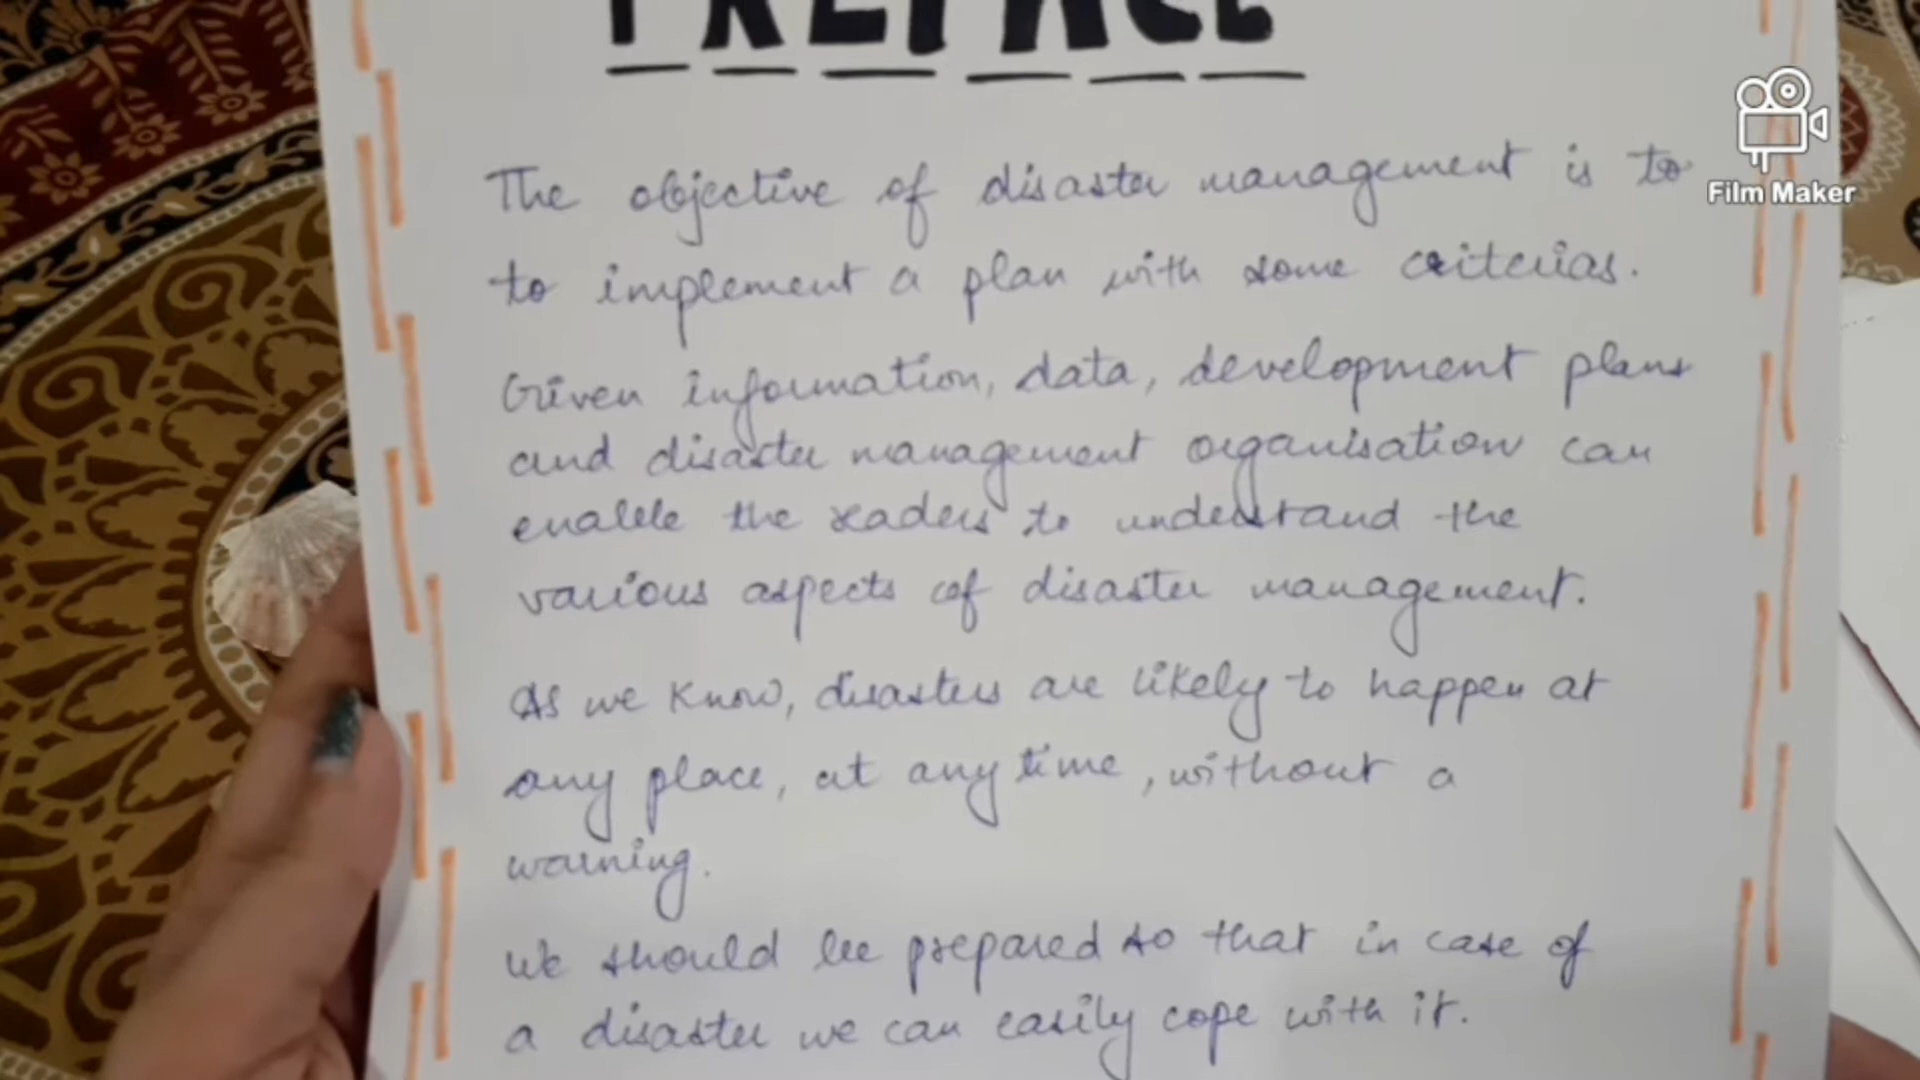 PREFACE
The objective of disaster management is to
to implement a plan with some criterias.
Given information, data, development plans
and disaster management organisation can
enable the readers to understand the
various aspects of disaster management.
As we know, disasters are likely to happen at
any place, at any time, without a
warning.
We should be prepared so that in case of
a disaster we can easily cope with it.
Film Maker